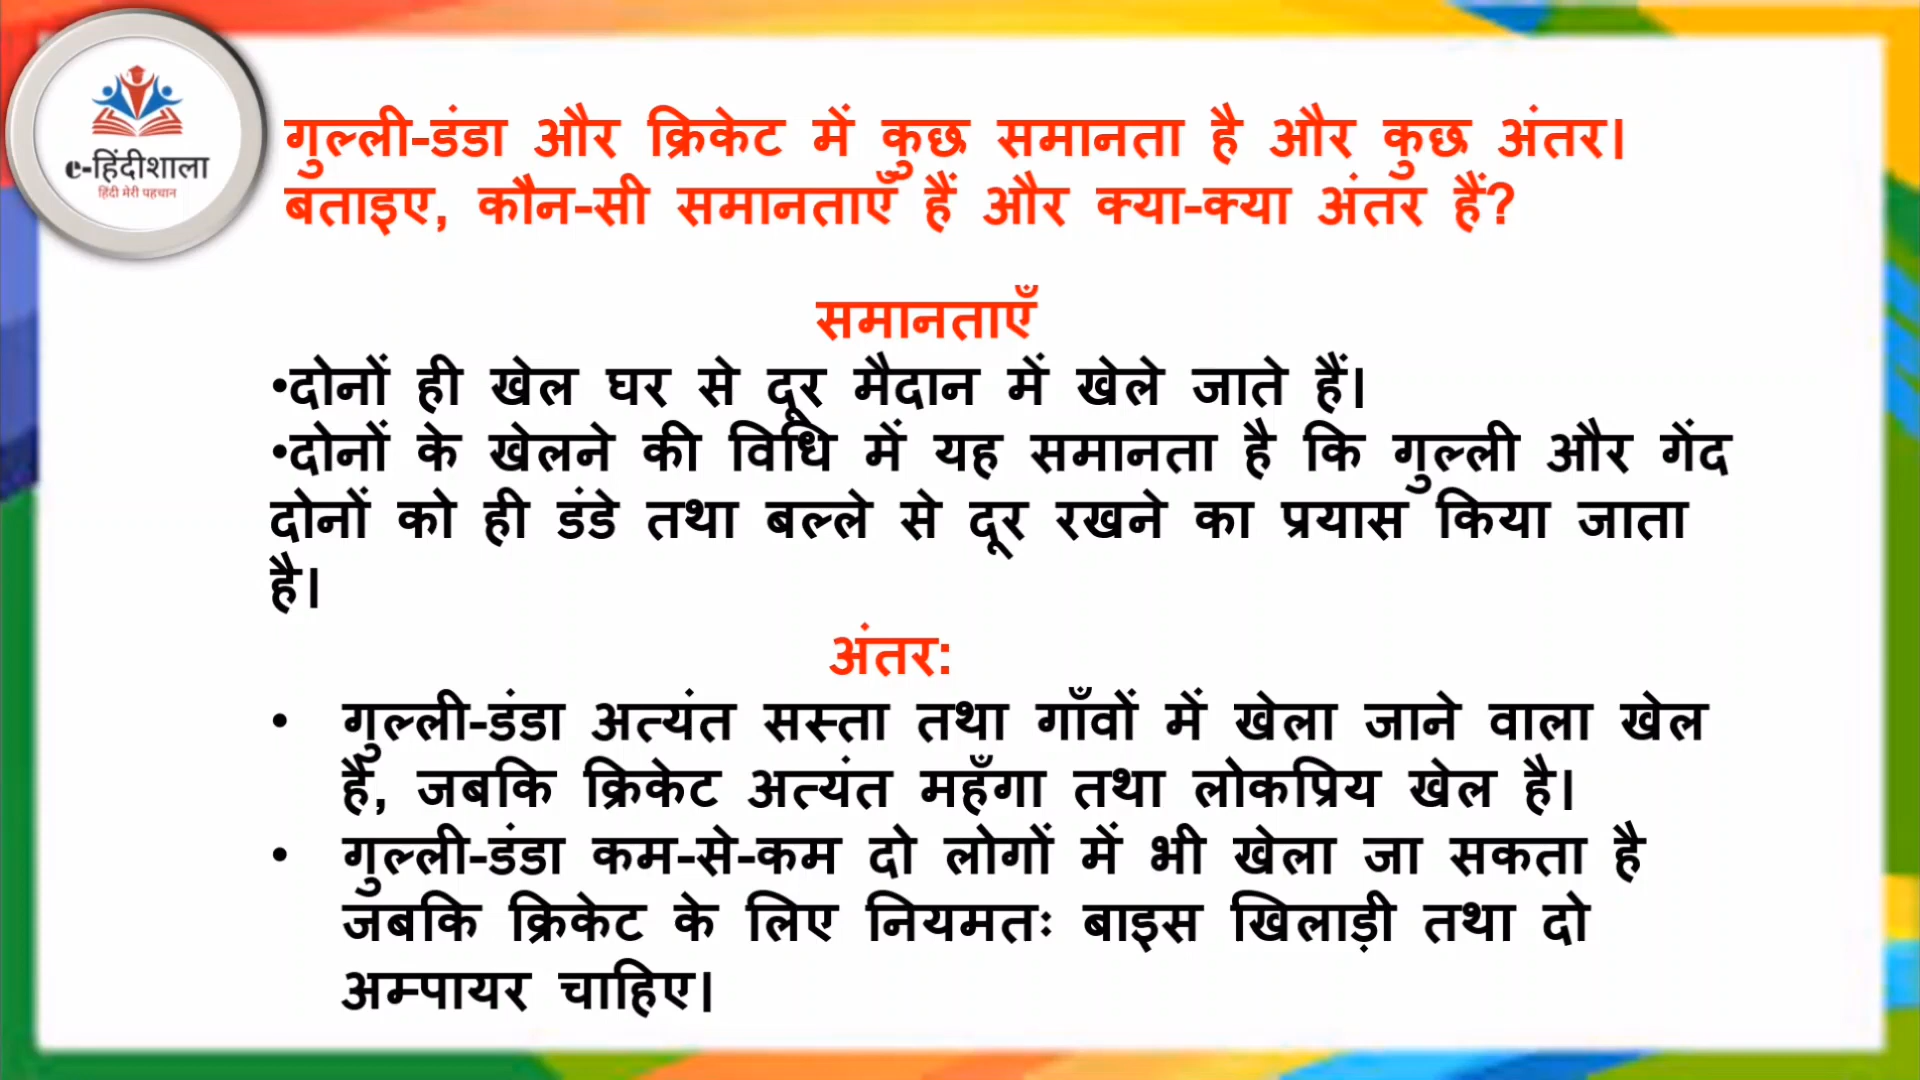 e-हिंदीशाला
हिंदी मेरी पहचान
गुल्ली-डंडा और क्रिकेट में कुछ समानता है और कुछ अंतर।
बताइए, कौन-सी समानताएँ हैं और क्या-क्या अंतर हैं?
समानताएँ
•दोनों ही खेल घर से दूर मैदान में खेले जाते हैं।
•दोनों के खेलने की विधि में यह समानता है कि गुल्ली और गेंद
दोनों को ही डंडे तथा बल्ले से दूर रखने का प्रयास किया जाता
है।
अंतर:
• गुल्ली-डंडा अत्यंत सस्ता तथा गाँवों में खेला जाने वाला खेल
है, जबकि क्रिकेट अत्यंत महँगा तथा लोकप्रिय खेल है।
• गुल्ली-डंडा कम-से-कम दो लोगों में भी खेला जा सकता है
जबकि क्रिकेट के लिए नियमतः बाइस खिलाड़ी तथा दो
अम्पायर चाहिए।